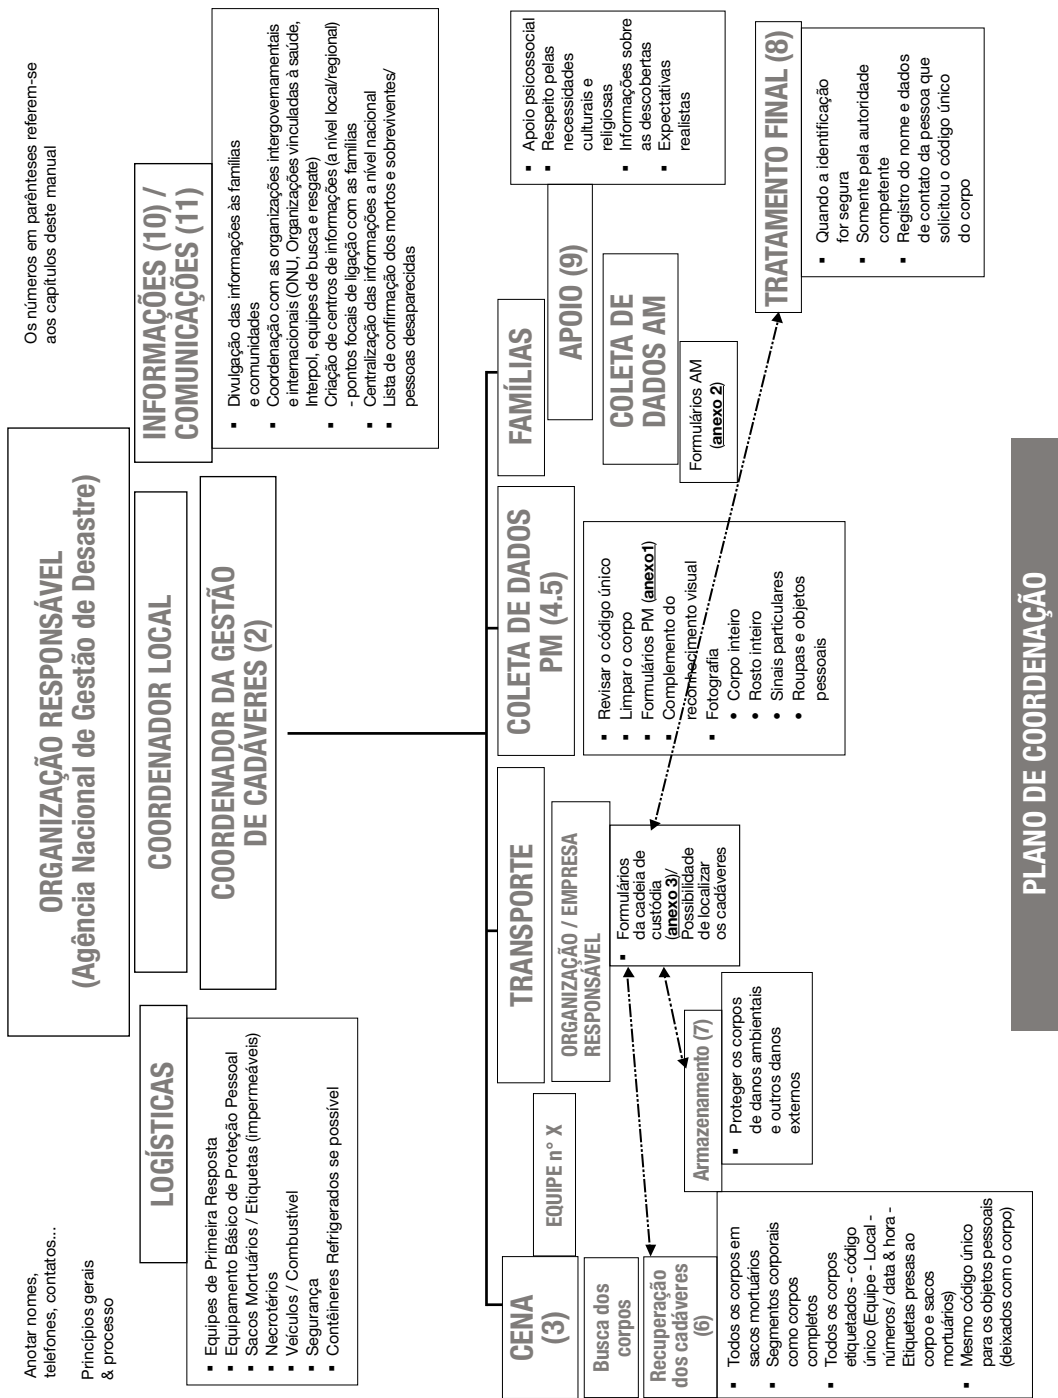 Anotar nomes,
telefones, contatos...
Princípios gerais
& processo
ORGANIZAÇÃO RESPONSÁVEL
(Agência Nacional de Gestão de Desastre)
Os números em parênteses referem-se
aos capítulos deste manual
LOGÍSTICAS
▪ Equipes de Primeira Resposta
▪ Equipamento Básico de Proteção Pessoal
▪ Sacos Mortuários / Etiquetas (impermeáveis)
▪ Necrotérios
▪ Veículos / Combustível
▪ Segurança
▪ Contêineres Refrigerados se possível
COORDENADOR LOCAL
COORDENADOR DA GESTÃO
DE CADÁVERES (2)
INFORMAÇÕES (10) /
COMUNICAÇÕES (11)
▪ Divulgação das informações às famílias
e comunidades
▪ Coordenação com as organizações intergovernamentais
e internacionais (ONU, Organizações vinculadas à saúde,
Interpol, equipes de busca e resgate)
▪ Criação de centros de informações (a nível local/regional)
- pontos focais de ligação com as famílias
▪ Centralização das informações a nível nacional
▪ Lista de confirmação dos mortos e sobreviventes/
pessoas desaparecidas
CENA
(3)
EQUIPE n° X
Busca dos
corpos
Recuperação
dos cadáveres
(6)
▪ Todos os corpos em
sacos mortuários
▪ Segmentos corporais
como corpos
completos
▪ Todos os corpos
etiquetados - código
único (Equipe - Local -
números / data & hora -
Etiquetas presas ao
corpo e sacos
mortuários)
▪ Mesmo código único
para os objetos pessoais
(deixados com o corpo)
TRANSPORTE
ORGANIZAÇÃO / EMPRESA
RESPONSÁVEL
▪ Formulários
da cadeia de
custódia
(anexo 3)/
Possibilidade
de localizar
os cadáveres
Armazenamento (7)
▪ Proteger os corpos
de danos ambientais
e outros danos
externos
COLETA DE DADOS
PM (4.5)
▪ Revisar o código único
▪ Limpar o corpo
▪ Formulários PM (anexo1)
▪ Complemento do
reconhecimento visual
▪ Fotografia
● Corpo inteiro
● Rosto inteiro
● Sinais particulares
● Roupas e objetos
pessoais
FAMÍLIAS
APOIO (9)
▪ Apoio psicossocial
▪ Respeito pelas
necessidades
culturais e
religiosas
▪ Informações sobre
as descobertas
▪ Expectativas
realistas
COLETA DE
DADOS AM
Formulários AM
(anexo 2)
TRATAMENTO FINAL (8)
▪ Quando a identificação
for segura
▪ Somente pela autoridade
competente
▪ Registro do nome e dados
de contato da pessoa que
solicitou o código único
do corpo
PLANO DE COORDENAÇÃO